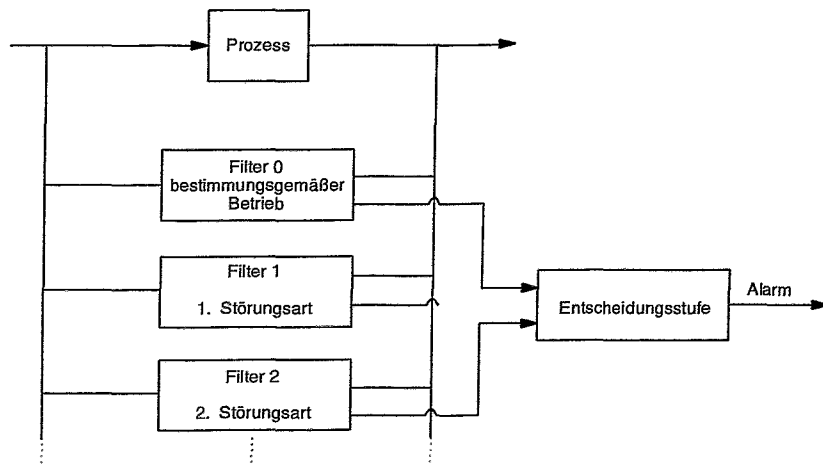 Prozess
Filter 0
bestimmungsgemäßer
Betrieb
Filter 1
1. Störungsart
Entscheidungsstufe
Alarm
Filter 2
2. Störungsart